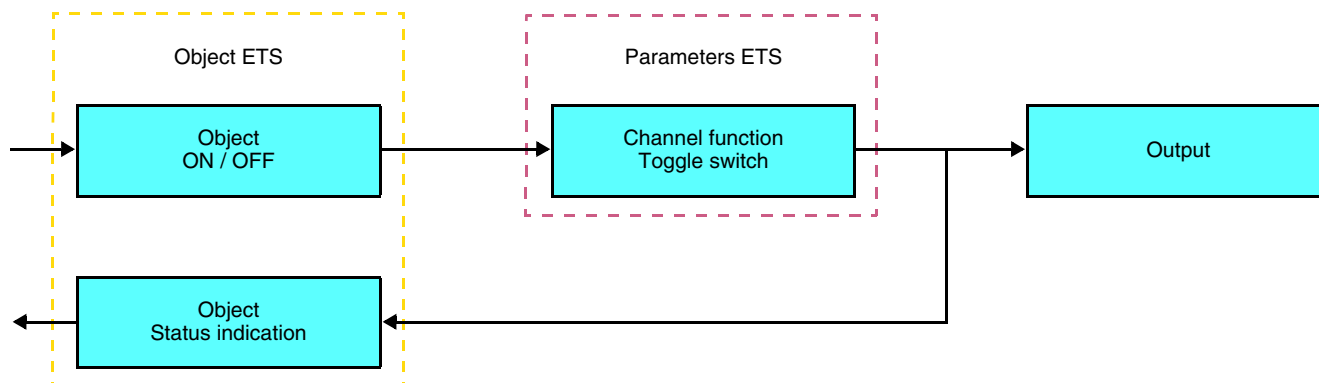 Object ETS
Parameters ETS
Object
ON / OFF
Channel function
Toggle switch
Output
Object
Status indication